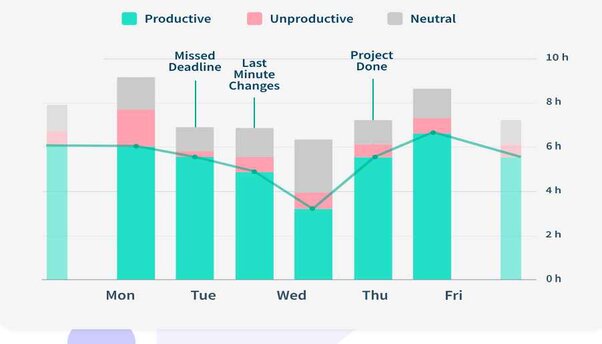 Productive
Unproductive
Neutral
Missed
Deadline
Last
Minute
Changes
Project
Done
10 h
8 h
6 h
4 h
2 h
0 h
Mon
Tue
Wed
Thu
Fri